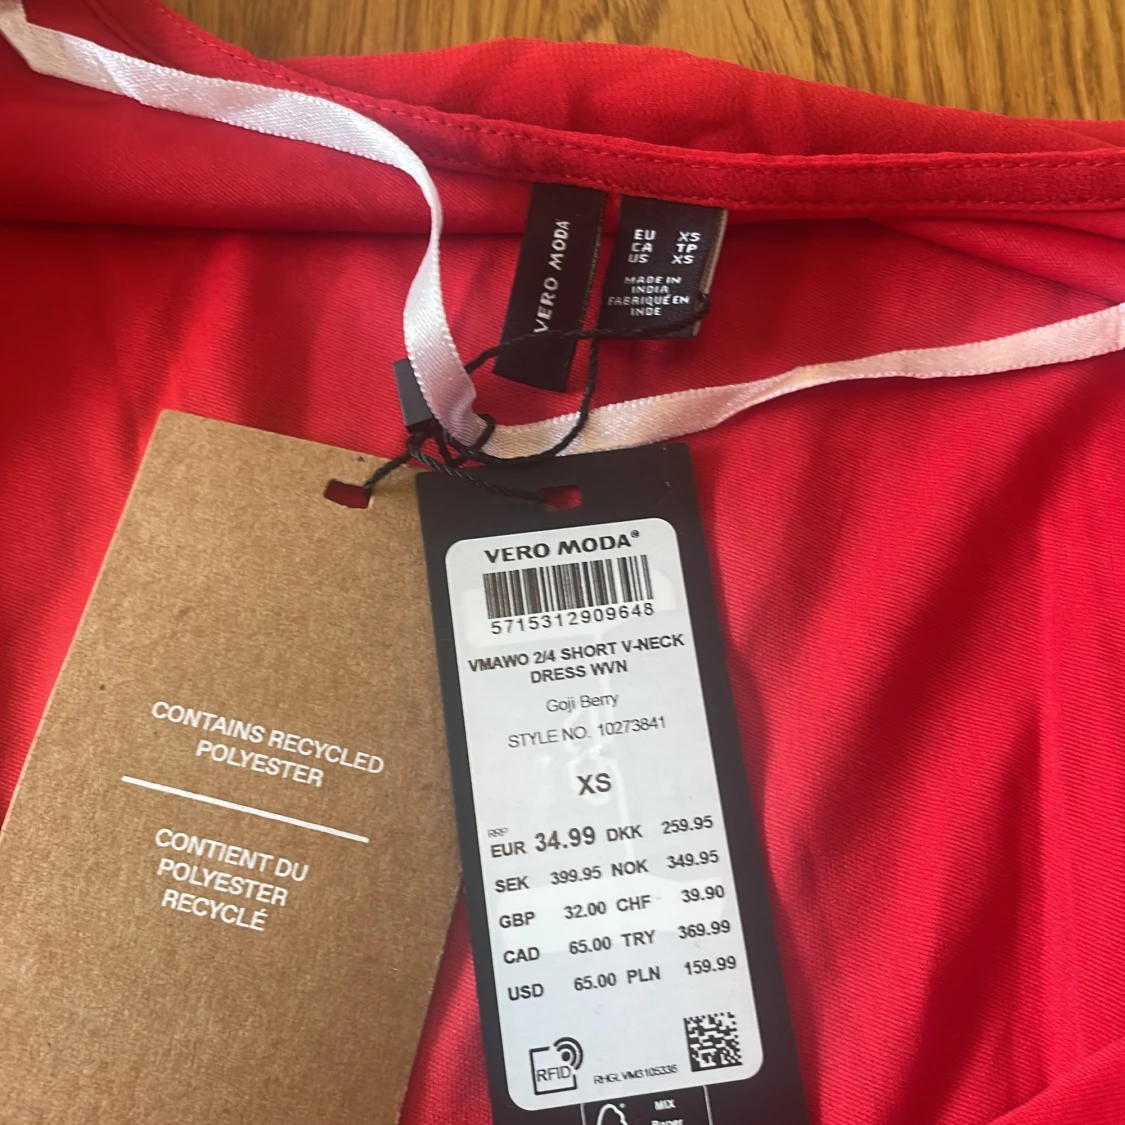 VERO MODA
EU XS
CA TP
US XS
MADE IN
INDIA
FABRIQUÉ EN
INDE
CONTAINS RECYCLED
POLYESTER
CONTIENT DU
POLYESTER
RECYCLÉ
VERO MODA®
5715312909648
VMAWO 2/4 SHORT V-NECK
DRESS WVN
Goji Berry
STYLE NO. 10273841
XS
RRP
EUR 34.99 DKK 259.95
SEK 399.95 NOK 349.95
GBP 32.00 CHF 39.90
CAD 65.00 TRY 369.99
USD 65.00 PLN 159.99
RFID
MIX